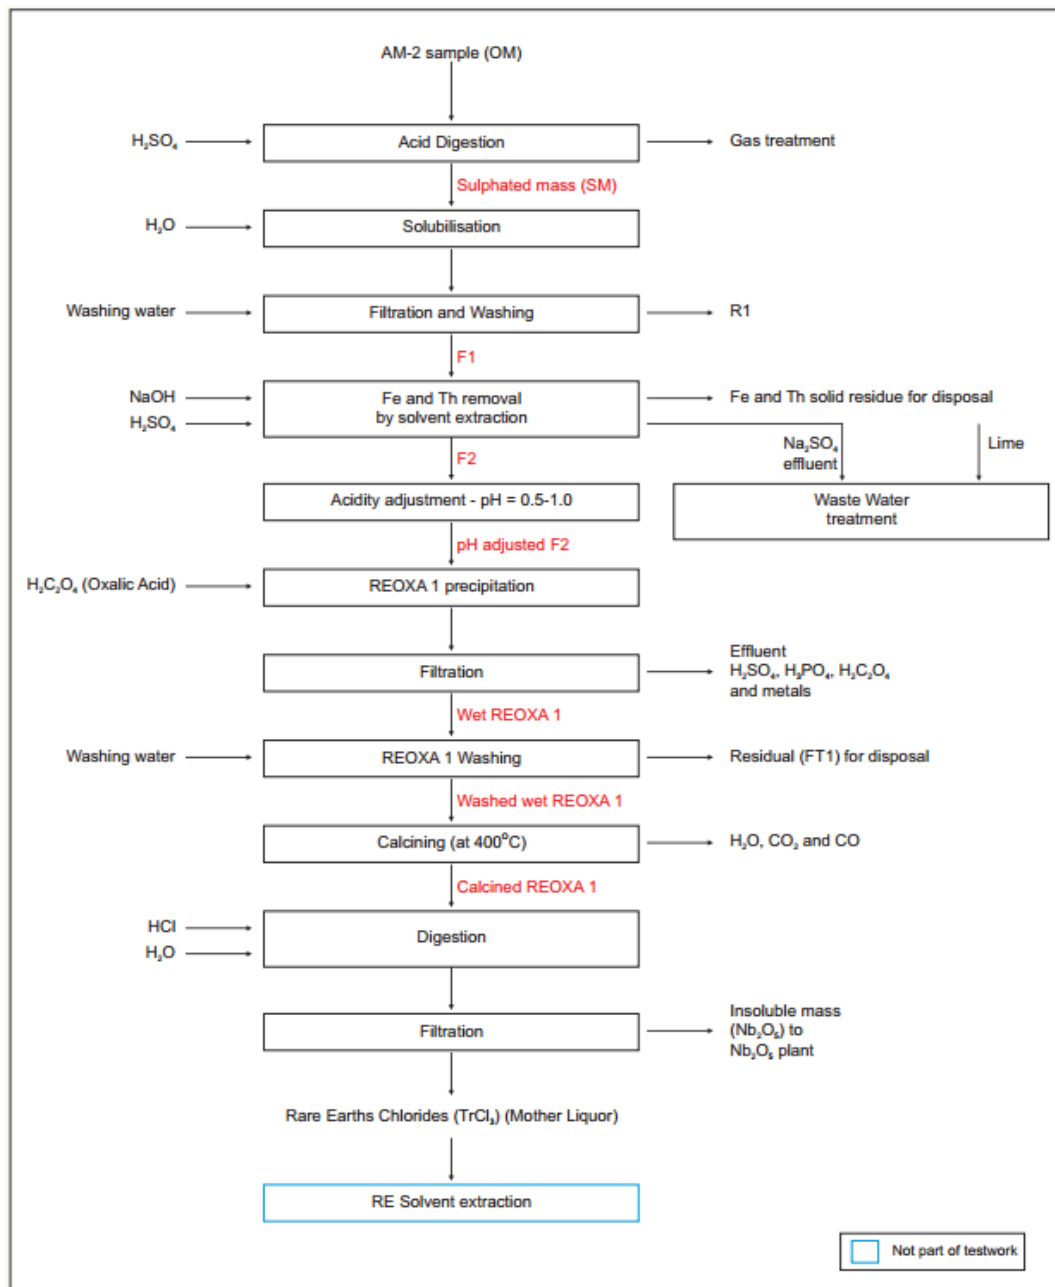 AM-2 sample (OM)
H₂SO₄
Acid Digestion
Gas treatment
Sulphated mass (SM)
H₂O
Solubilisation
Washing water
Filtration and Washing
R1
F1
NaOH
H₂SO₄
Fe and Th removal
by solvent extraction
Fe and Th solid residue for disposal
Na₂SO₄
effluent
Lime
F2
Acidity adjustment - pH = 0.5-1.0
Waste Water
treatment
pH adjusted F2
H₂C₂O₄ (Oxalic Acid)
REOXA 1 precipitation
Filtration
Effluent
H₂SO₄, H₃PO₄, H₂C₂O₄
and metals
Wet REOXA 1
Washing water
REOXA 1 Washing
Residual (FT1) for disposal
Washed wet REOXA 1
Calcining (at 400⁰C)
H₂O, CO₂ and CO
Calcined REOXA 1
HCl
H₂O
Digestion
Filtration
Insoluble mass
(Nb₂O₅) to
Nb₂O₅ plant
Rare Earths Chlorides (TrCl₃) (Mother Liquor)
RE Solvent extraction
Not part of testwork